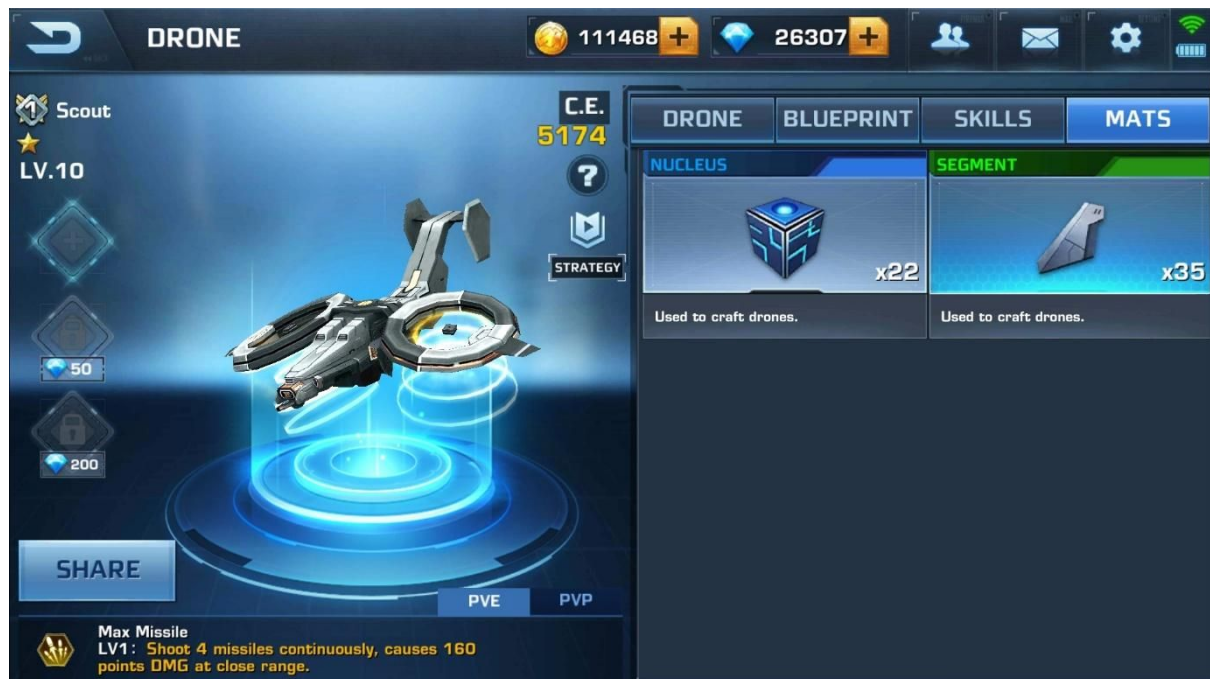 DRONE
111468
26307
1 Scout
LV.10
C.E.
5174
?
STRATEGY
50
200
SHARE
PVE
PVP
Max Missile
LV1: Shoot 4 missiles continuously, causes 160
points DMG at close range.
DRONE
BLUEPRINT
SKILLS
MATS
NUCLEUS
x22
Used to craft drones.
SEGMENT
x35
Used to craft drones.